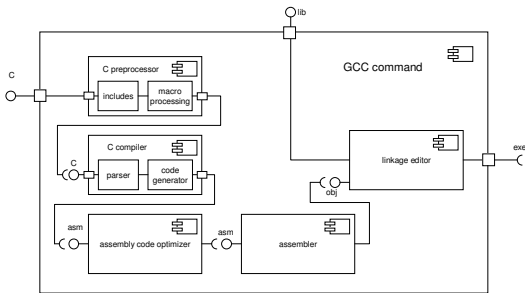 lib
C
C preprocessor
includes
macro
processing
GCC command
C compiler
C
parser
code
generator
linkage editor
exe
obj
asm
assembly code optimizer
asm
assembler